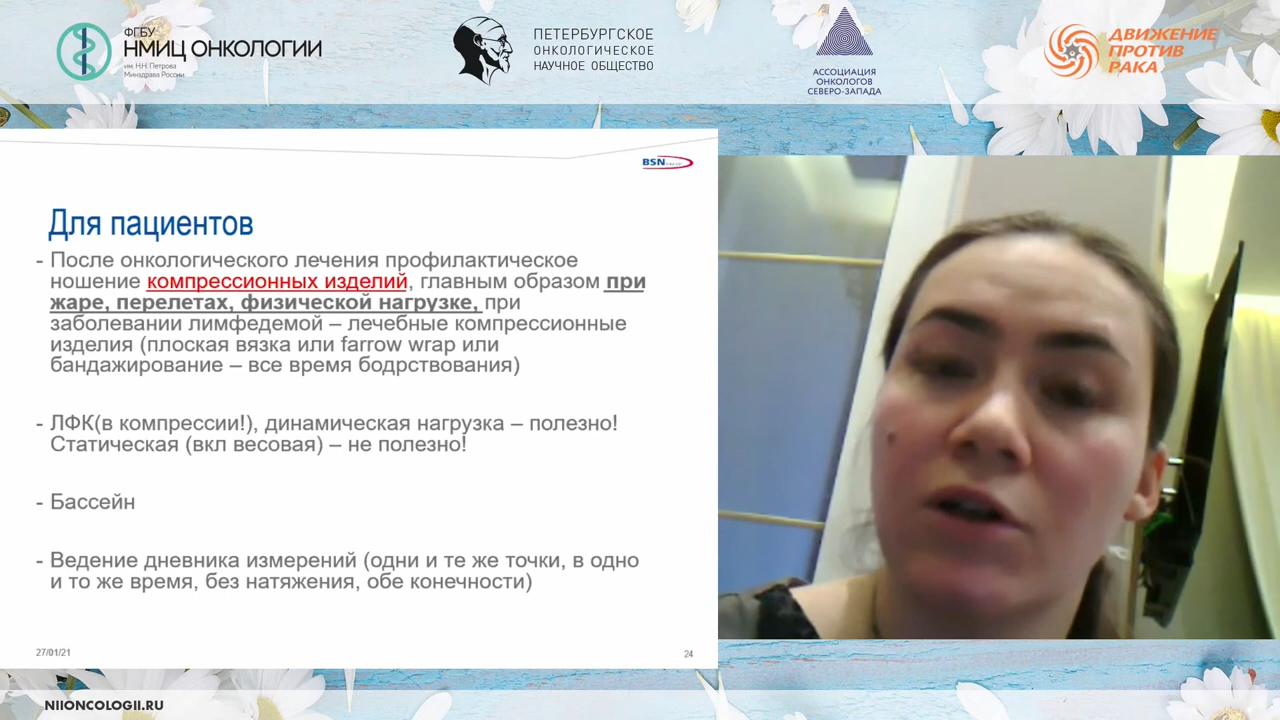 ФГБУ
НМИЦ ОНКОЛОГИИ
им. Н.Н. Петрова
Минздрава России
ПЕТЕРБУРГСКОЕ
ОНКОЛОГИЧЕСКОЕ
НАУЧНОЕ ОБЩЕСТВО
АССОЦИАЦИЯ
ОНКОЛОГОВ
СЕВЕРО-ЗАПАДА
ДВИЖЕНИЕ
ПРОТИВ
РАКА
BSN
Для пациентов
- После онкологического лечения профилактическое
ношение компрессионных изделий, главным образом при
жаре, перелетах, физической нагрузке, при
заболевании лимфедемой – лечебные компрессионные
изделия (плоская вязка или farrow wrap или
бандажирование – все время бодрствования)
- ЛФК(в компрессии!), динамическая нагрузка – полезно!
Статическая (вкл весовая) – не полезно!
- Бассейн
- Ведение дневника измерений (одни и те же точки, в одно
и то же время, без натяжения, обе конечности)
27/01/21
24
NIIONCOLOGII.RU